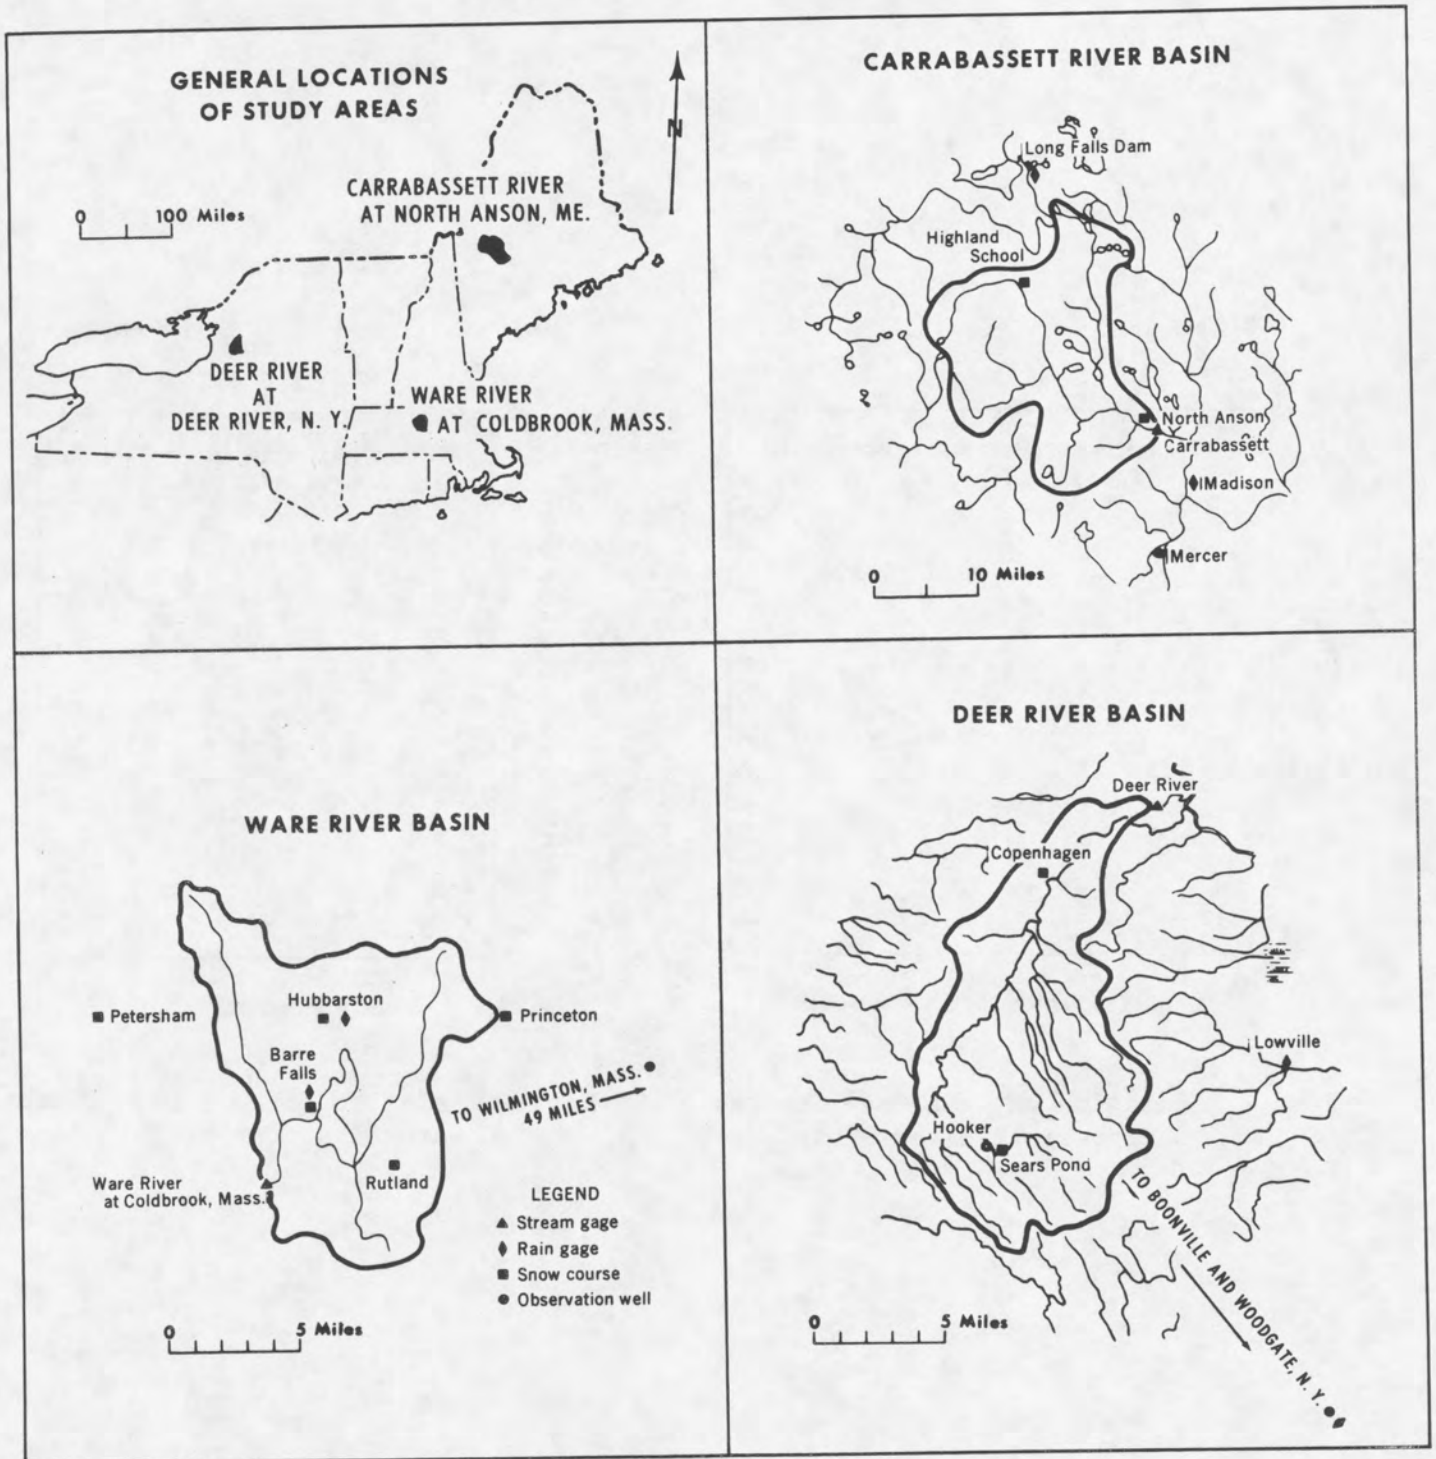 GENERAL LOCATIONS
OF STUDY AREAS
N
0 100 Miles
CARRABASSETT RIVER
AT NORTH ANSON, ME.
DEER RIVER
AT
DEER RIVER, N. Y.
WARE RIVER
AT COLDBROOK, MASS.
CARRABASSETT RIVER BASIN
Long Falls Dam
Highland
School
North Anson
Carrabassett
Madison
Mercer
0 10 Miles
WARE RIVER BASIN
Hubbarston
Petersham
Princeton
Barre
Falls
TO WILMINGTON, MASS.
49 MILES
Rutland
Ware River
at Coldbrook, Mass.
LEGEND
Stream gage
Rain gage
Snow course
Observation well
0 5 Miles
DEER RIVER BASIN
Deer River
Copenhagen
Lowville
Hooker
Sears Pond
TO BOONVILLE AND WOODGATE, N. Y.
0 5 Miles